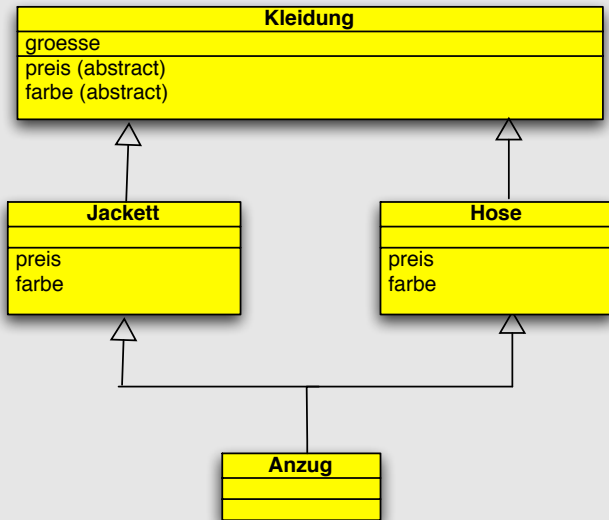 Kleidung
groesse
preis (abstract)
farbe (abstract)
Jackett
preis
farbe
Hose
preis
farbe
Anzug